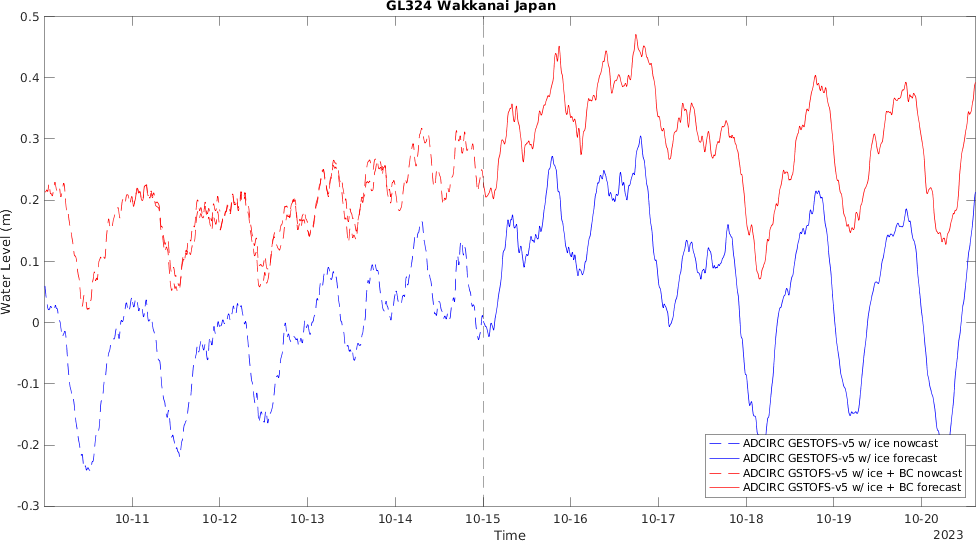 GL324 Wakkanai Japan
0.5
0.4
0.3
0.2
0.1
0
-0.1
-0.2
-0.3
Water Level (m)
10-11 10-12 10-13 10-14 10-15 10-16 10-17 10-18 10-19 10-20
Time
2023
ADCIRC GESTOFS-v5 w/ ice nowcast
ADCIRC GESTOFS-v5 w/ ice forecast
ADCIRC GSTOFS-v5 w/ ice + BC nowcast
ADCIRC GSTOFS-v5 w/ ice + BC forecast